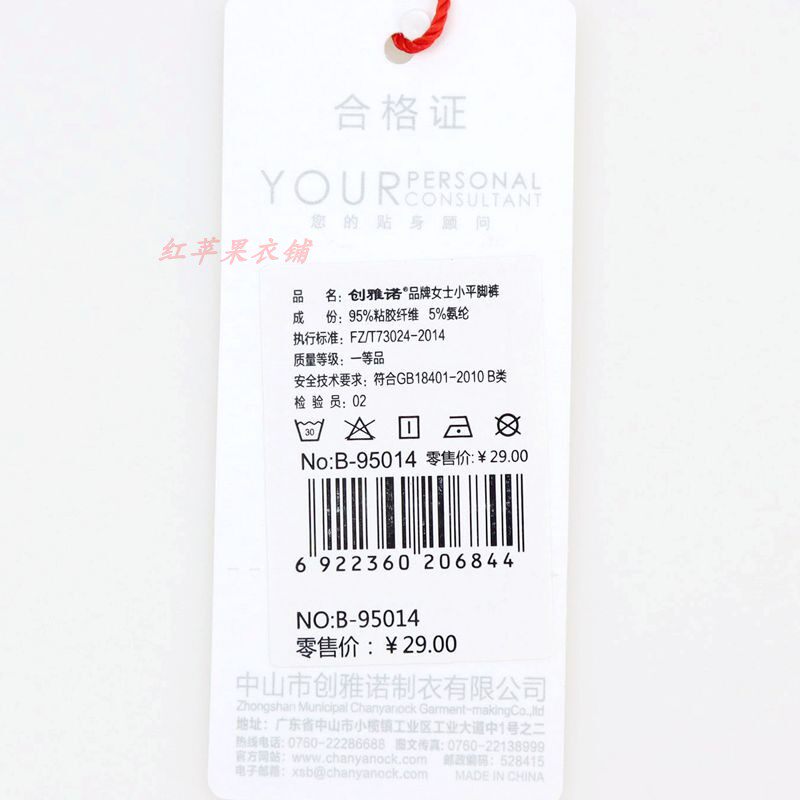 合格证
YOUR PERSONAL CONSULTANT
您的贴身顾问
红苹果衣铺
品 名：创雅诺®品牌女士小平脚裤
成 份：95%粘胶纤维 5%氨纶
执行标准：FZ/T73024-2014
质量等级：一等品
安全技术要求：符合GB18401-2010 B类
检 验 员：02
30
No:B-95014 零售价:￥29.00
6 922360 206844
NO:B-95014
零售价：￥29.00
中山市创雅诺制衣有限公司
Zhongshan Municipal Chanyanock Garment-makingCo.,ltd
地址：广东省中山市小榄镇工业区工业大道中1号之二
热线电话：0760-22286688 图文传真：0760-22138999
官方网站：www.chanyanock.com 邮政编码：528415
电子邮箱：xsb@chanyanock.com MADE IN CHINA